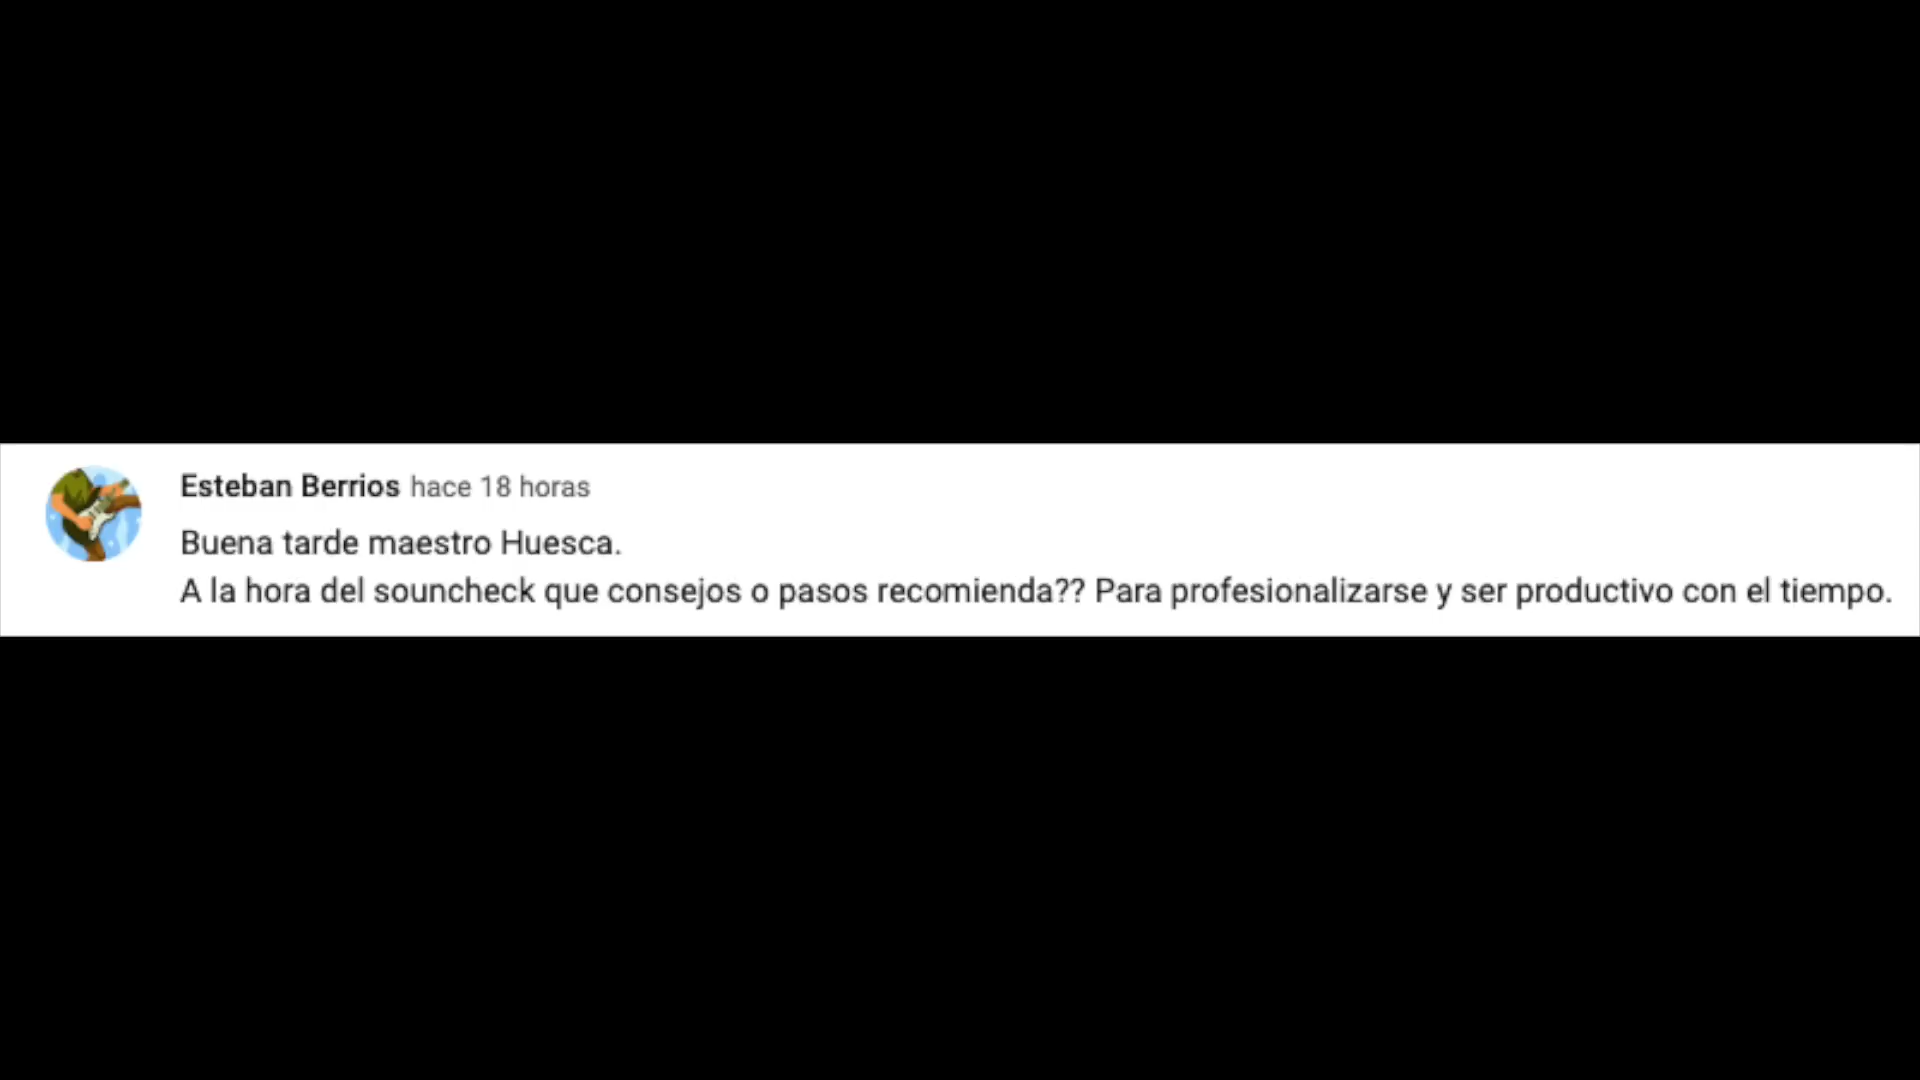 Esteban Berrios hace 18 horas
Buena tarde maestro Huesca.
A la hora del souncheck que consejos o pasos recomienda?? Para profesionalizarse y ser productivo con el tiempo.